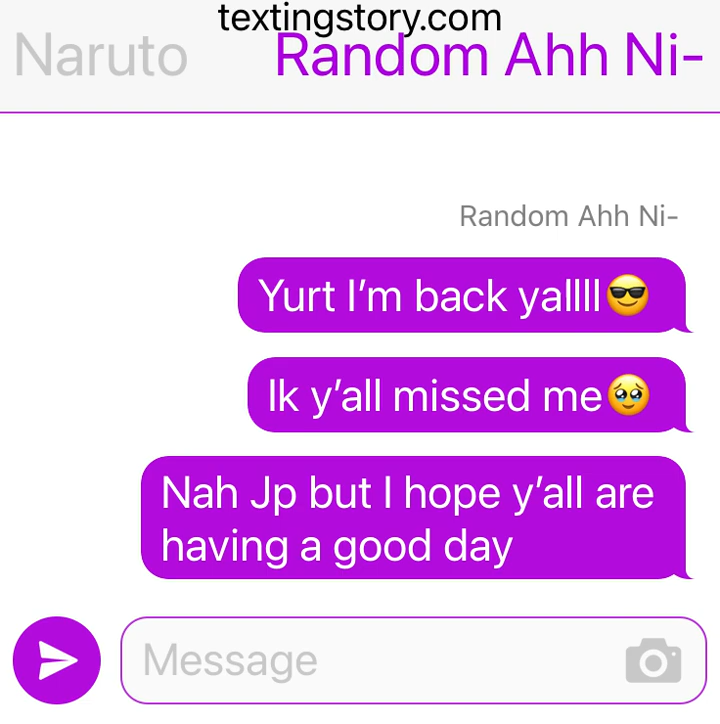 textingstory.com
Naruto Random Ahh Ni-
Random Ahh Ni-
Yurt I’m back yallll😎
Ik y’all missed me🥹
Nah Jp but I hope y’all are
having a good day
Message